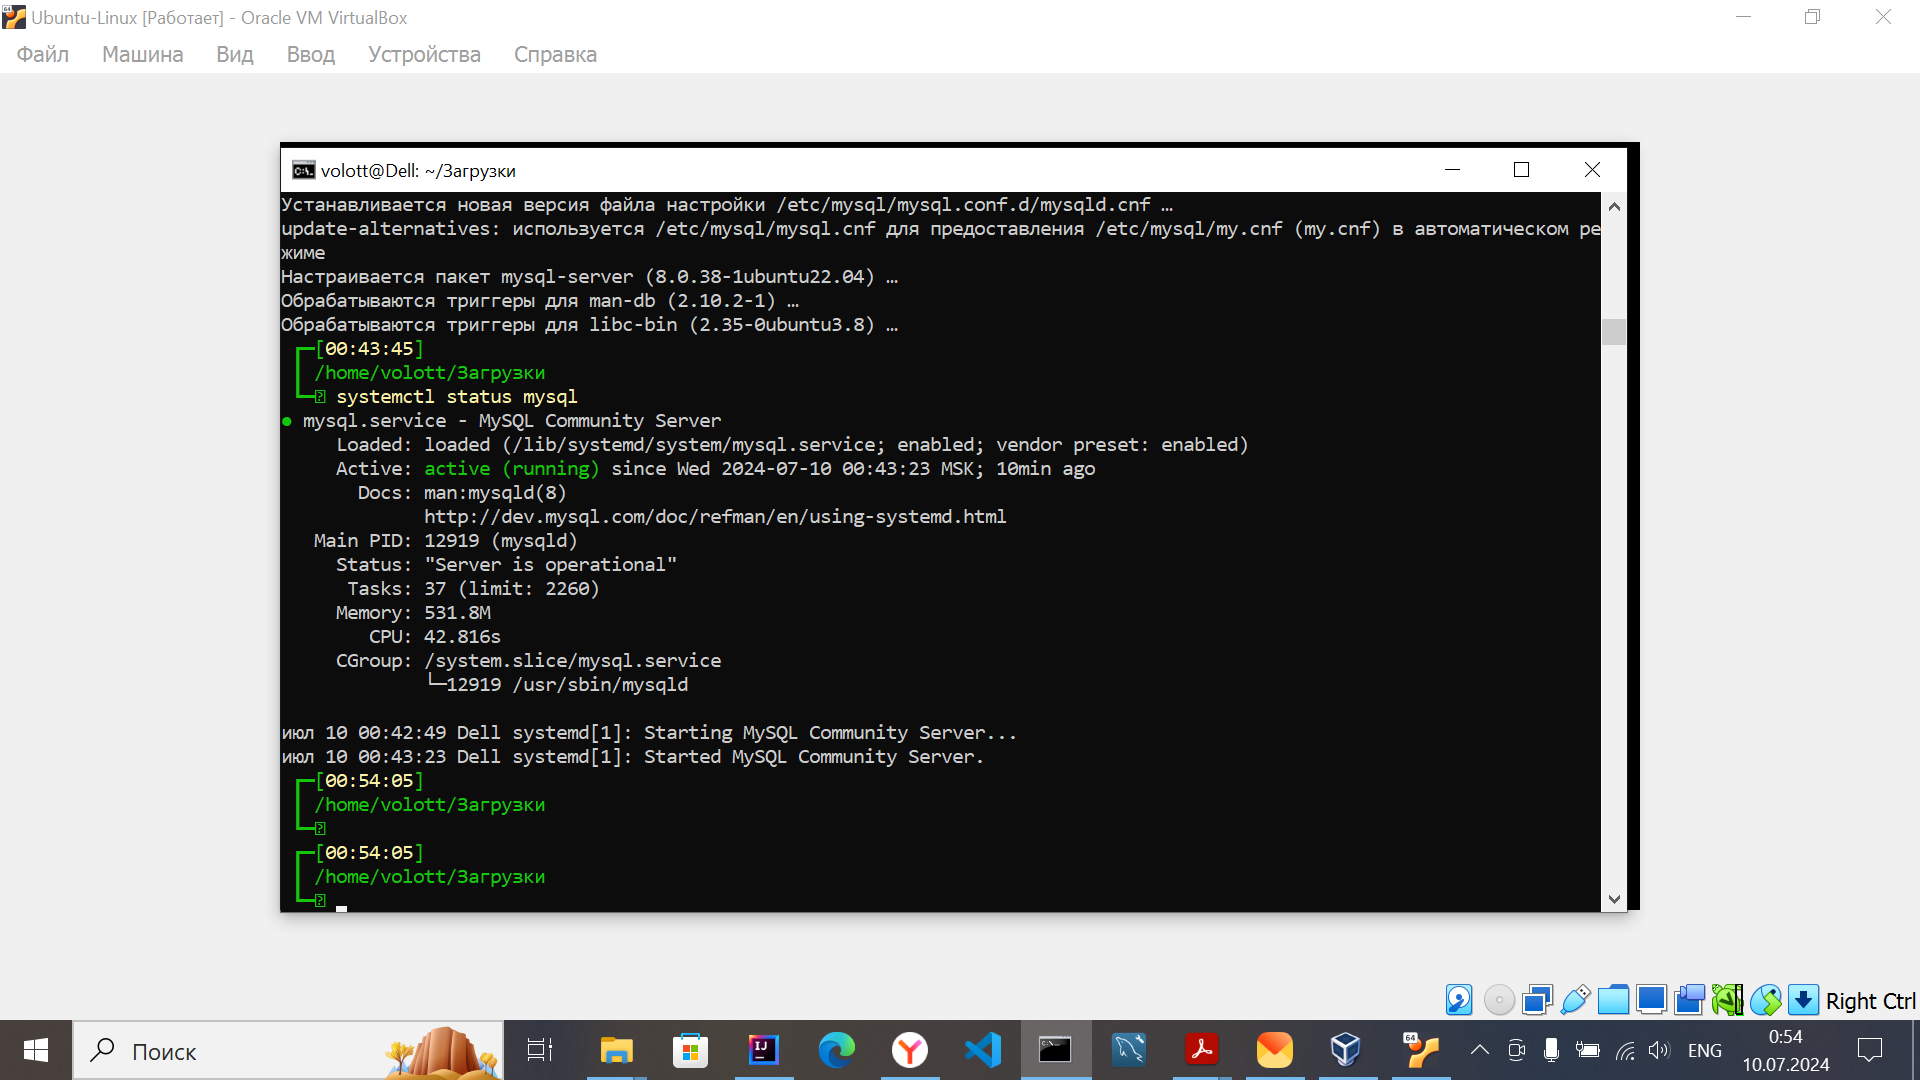 Ubuntu-Linux [Работает] - Oracle VM VirtualBox
Файл Машина Вид Ввод Устройства Справка
volott@Dell: ~/Загрузки
Устанавливается новая версия файла настройки /etc/mysql/mysql.conf.d/mysqld.cnf …
update-alternatives: используется /etc/mysql/mysql.cnf для предоставления /etc/mysql/my.cnf (my.cnf) в автоматическом ре
жиме
Настраивается пакет mysql-server (8.0.38-1ubuntu22.04) …
Обрабатываются триггеры для man-db (2.10.2-1) …
Обрабатываются триггеры для libc-bin (2.35-0ubuntu3.8) …
┌─[00:43:45]
│ /home/volott/Загрузки
└─ systemctl status mysql
● mysql.service - MySQL Community Server
Loaded: loaded (/lib/systemd/system/mysql.service; enabled; vendor preset: enabled)
Active: active (running) since Wed 2024-07-10 00:43:23 MSK; 10min ago
Docs: man:mysqld(8)
http://dev.mysql.com/doc/refman/en/using-systemd.html
Main PID: 12919 (mysqld)
Status: "Server is operational"
Tasks: 37 (limit: 2260)
Memory: 531.8M
CPU: 42.816s
CGroup: /system.slice/mysql.service
└─12919 /usr/sbin/mysqld
июл 10 00:42:49 Dell systemd[1]: Starting MySQL Community Server...
июл 10 00:43:23 Dell systemd[1]: Started MySQL Community Server.
┌─[00:54:05]
│ /home/volott/Загрузки
└─
┌─[00:54:05]
│ /home/volott/Загрузки
└─
Right Ctrl
Поиск
ENG
0:54
10.07.2024